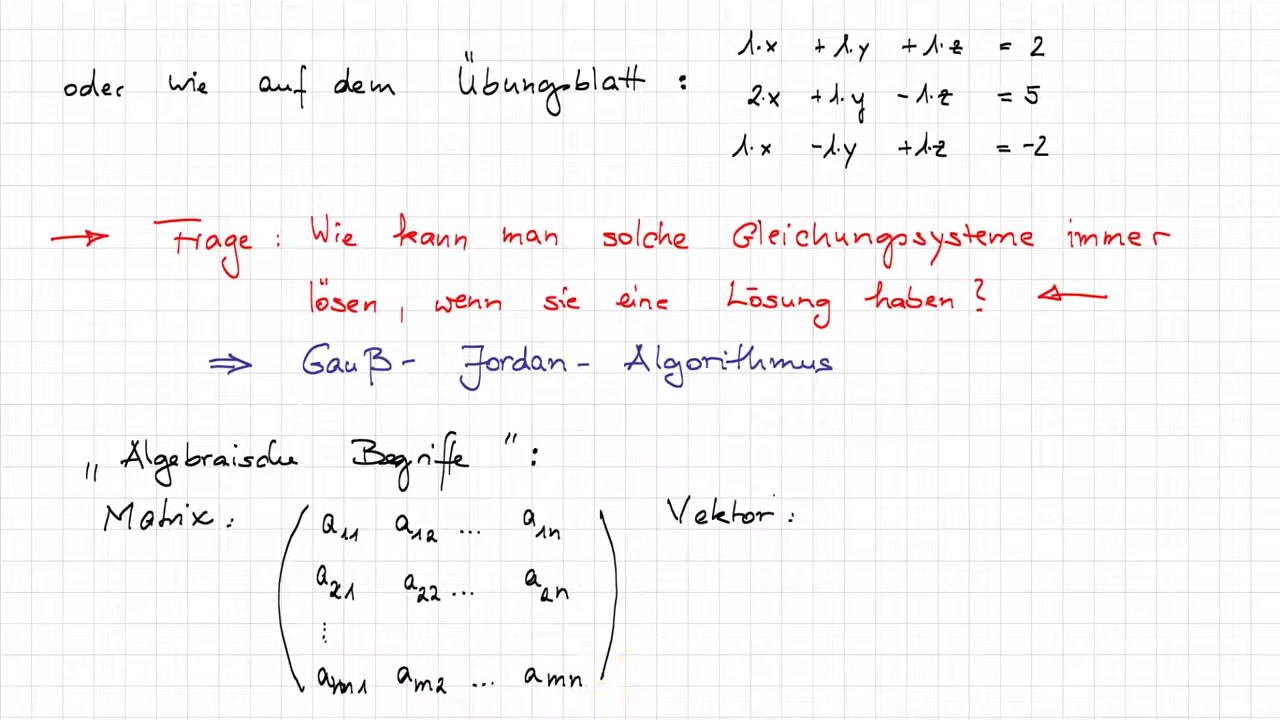 1·x + 1·y + 1·z = 2
oder wie auf dem Übungsblatt : 2·x + 1·y - 1·z = 5
1·x - 1·y + 1·z = -2
→ Frage : Wie kann man solche Gleichungssysteme immer
lösen, wenn sie eine Lösung haben ? ←
⇒ Gauß - Jordan - Algorithmus
„ Algebraische Begriffe ” :
Matrix : ( a11 a12 ... a1n ) Vektor :
a21 a22 ... a2n
⋮
am1 am2 ... amn